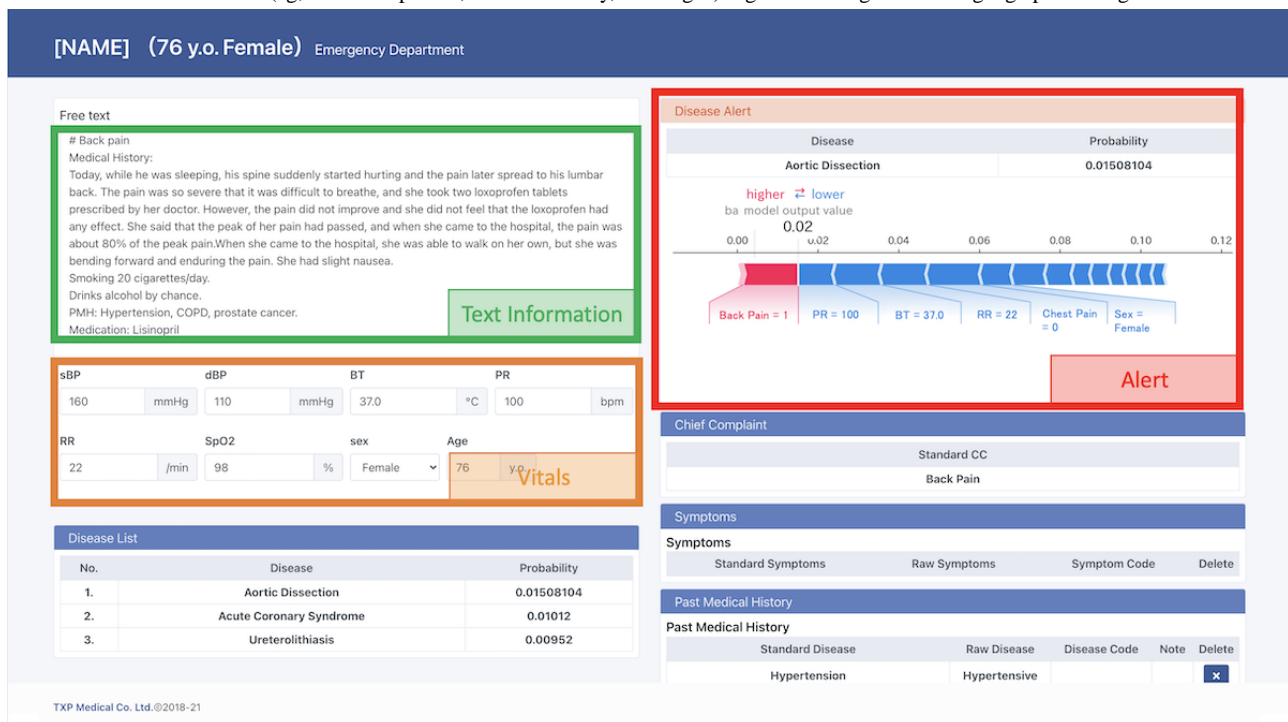 [NAME] (76 y.o. Female) Emergency Department
Free text
# Back pain
Medical History:
Today, while he was sleeping, his spine suddenly started hurting and the pain later spread to his lumbar
back. The pain was so severe that it was difficult to breathe, and she took two loxoprofen tablets
prescribed by her doctor. However, the pain did not improve and she did not feel that the loxoprofen had
any effect. She said that the peak of her pain had passed, and when she came to the hospital, the pain was
about 80% of the peak pain.When she came to the hospital, she was able to walk on her own, but she was
bending forward and enduring the pain. She had slight nausea.
Smoking 20 cigarettes/day.
Drinks alcohol by chance.
PMH: Hypertension, COPD, prostate cancer.
Medication: Lisinopril
Text Information
sBP dBP BT PR
160 mmHg 110 mmHg 37.0 °C 100 bpm
RR SpO2 sex Age
22 /min 98 % Female 76 y.o.
Vitals
Disease List
No. Disease Probability
1. Aortic Dissection 0.01508104
2. Acute Coronary Syndrome 0.01012
3. Ureterolithiasis 0.00952
Disease Alert
Disease Probability
Aortic Dissection 0.01508104
higher ⇄ lower
ba model output value
0.02
0.00 0.02 0.04 0.06 0.08 0.10 0.12
Back Pain = 1 PR = 100 BT = 37.0 RR = 22 Chest Pain = 0 Sex = Female
Alert
Chief Complaint
Standard CC
Back Pain
Symptoms
Symptoms
Standard Symptoms Raw Symptoms Symptom Code Delete
Past Medical History
Past Medical History
Standard Disease Raw Disease Disease Code Note Delete
Hypertension Hypertensive x
TXP Medical Co. Ltd.©2018-21